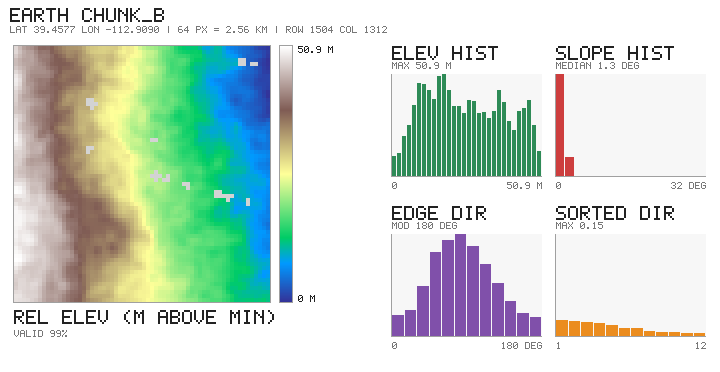 EARTH CHUNK_B
LAT 39.4577 LON -112.9090 | 64 PX = 2.56 KM | ROW 1504 COL 1312
50.9 M
0 M
REL ELEV (M ABOVE MIN)
VALID 99%
ELEV HIST
MAX 50.9 M
0 50.9 M
SLOPE HIST
MEDIAN 1.3 DEG
0 32 DEG
EDGE DIR
MOD 180 DEG
0 180 DEG
SORTED DIR
MAX 0.15
1 12